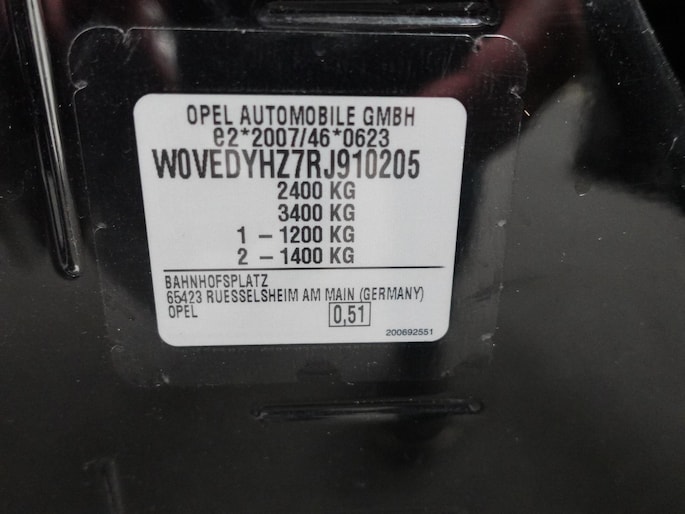 OPEL AUTOMOBILE GMBH
e2*2007/46*0623
W0VEDYHZ7RJ910205
2400 KG
3400 KG
1 – 1200 KG
2 – 1400 KG
BAHNHOFSPLATZ
65423 RUESSELSHEIM AM MAIN (GERMANY)
OPEL 0,51
200692551